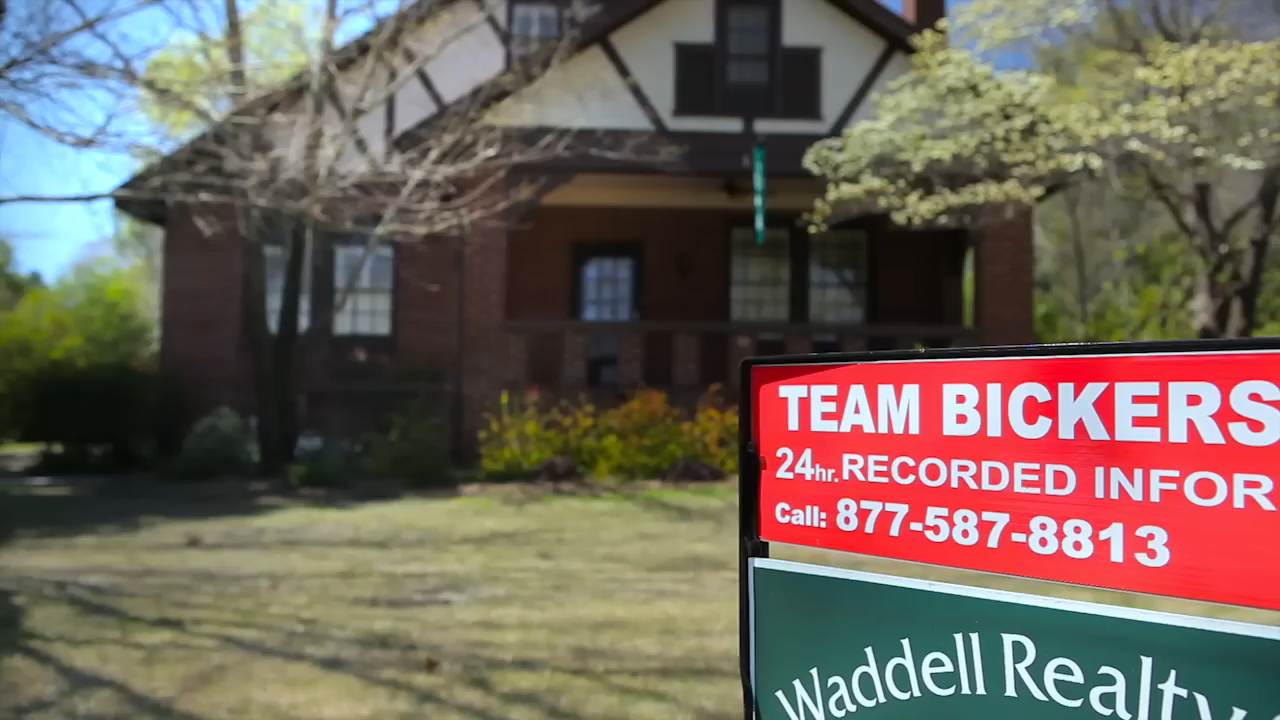 TEAM BICKERS
24hr. RECORDED INFOR
Call: 877-587-8813
Waddell Realty